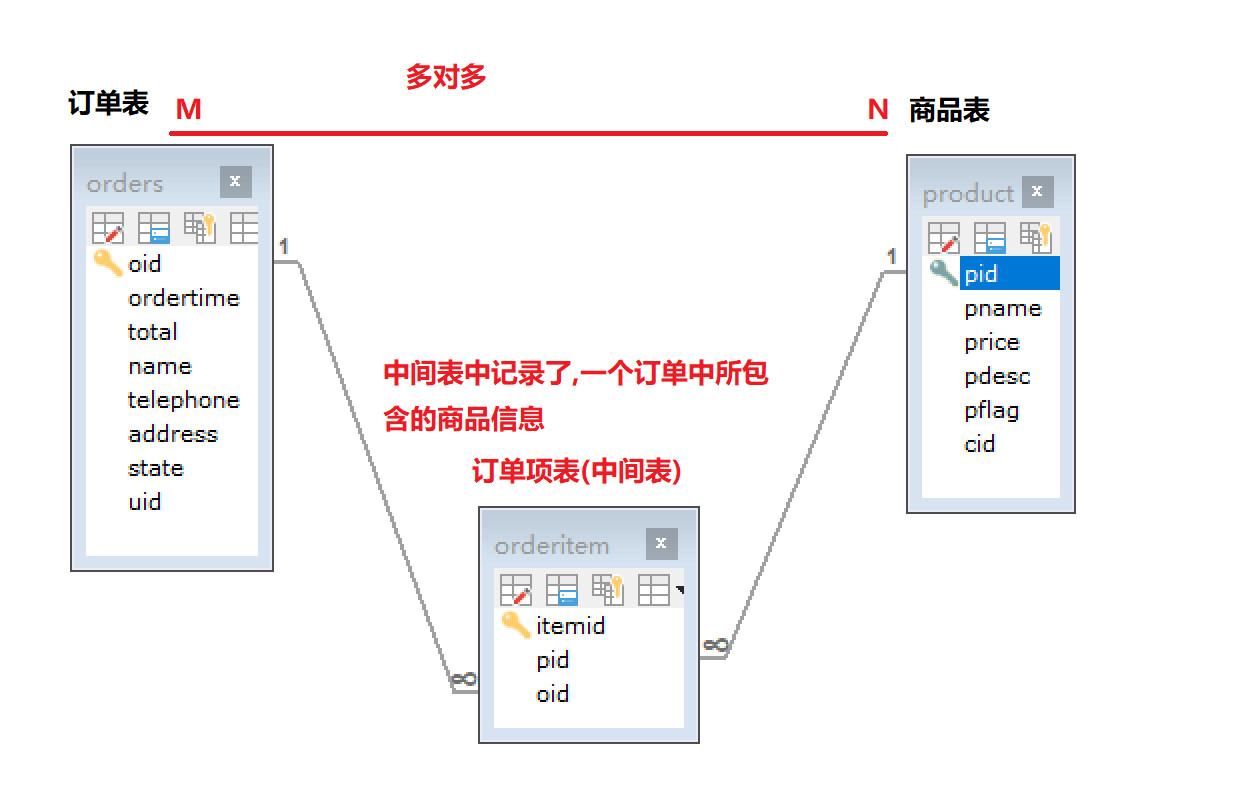 多对多
订单表
M
N
商品表
orders
x
oid
ordertime
total
name
telephone
address
state
uid
1
product
x
pid
pname
price
pdesc
pflag
cid
1
中间表中记录了,一个订单中所包
含的商品信息
订单项表(中间表)
orderitem
x
itemid
pid
oid
∞
∞